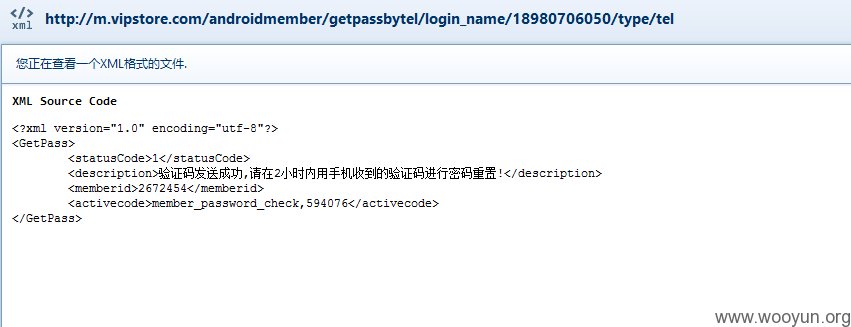 </> xml http://m.vipstore.com/androidmember/getpassbytel/login_name/18980706050/type/tel
您正在查看一个XML格式的文件.
XML Source Code
<?xml version="1.0" encoding="utf-8"?>
<GetPass>
<statusCode>1</statusCode>
<description>验证码发送成功,请在2小时内用手机收到的验证码进行密码重置!</description>
<memberid>2672454</memberid>
<activecode>member_password_check,594076</activecode>
</GetPass>
www.wooyun.org